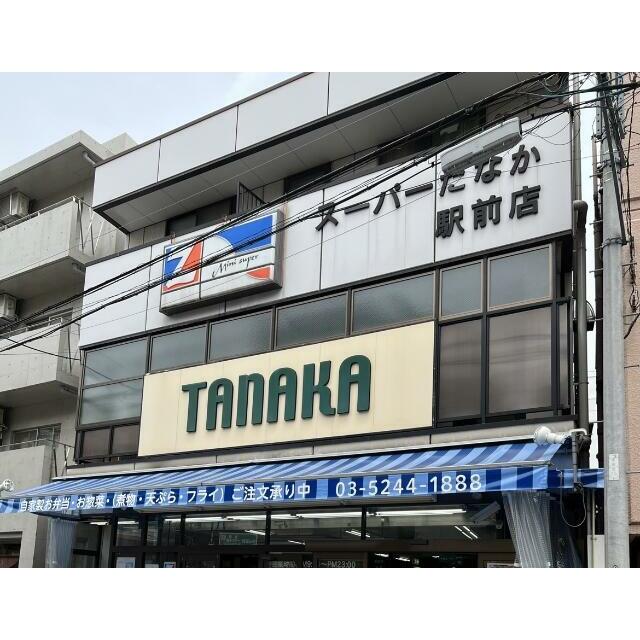 スーパーたなか
駅前店
Mini super
TANAKA
自家製お弁当・お惣菜・(煮物・天ぷら・フライ)ご注文承り中 03-5244-1888
〜PM23:00